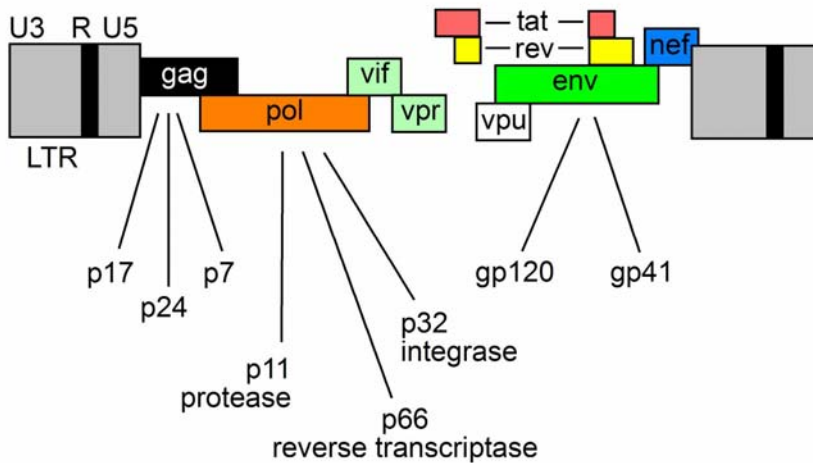 U3 R U5
tat
rev
nef
gag
vif
env
pol
vpr
vpu
LTR
p17
p24
p7
gp120
gp41
p32
integrase
p11
protease
p66
reverse transcriptase